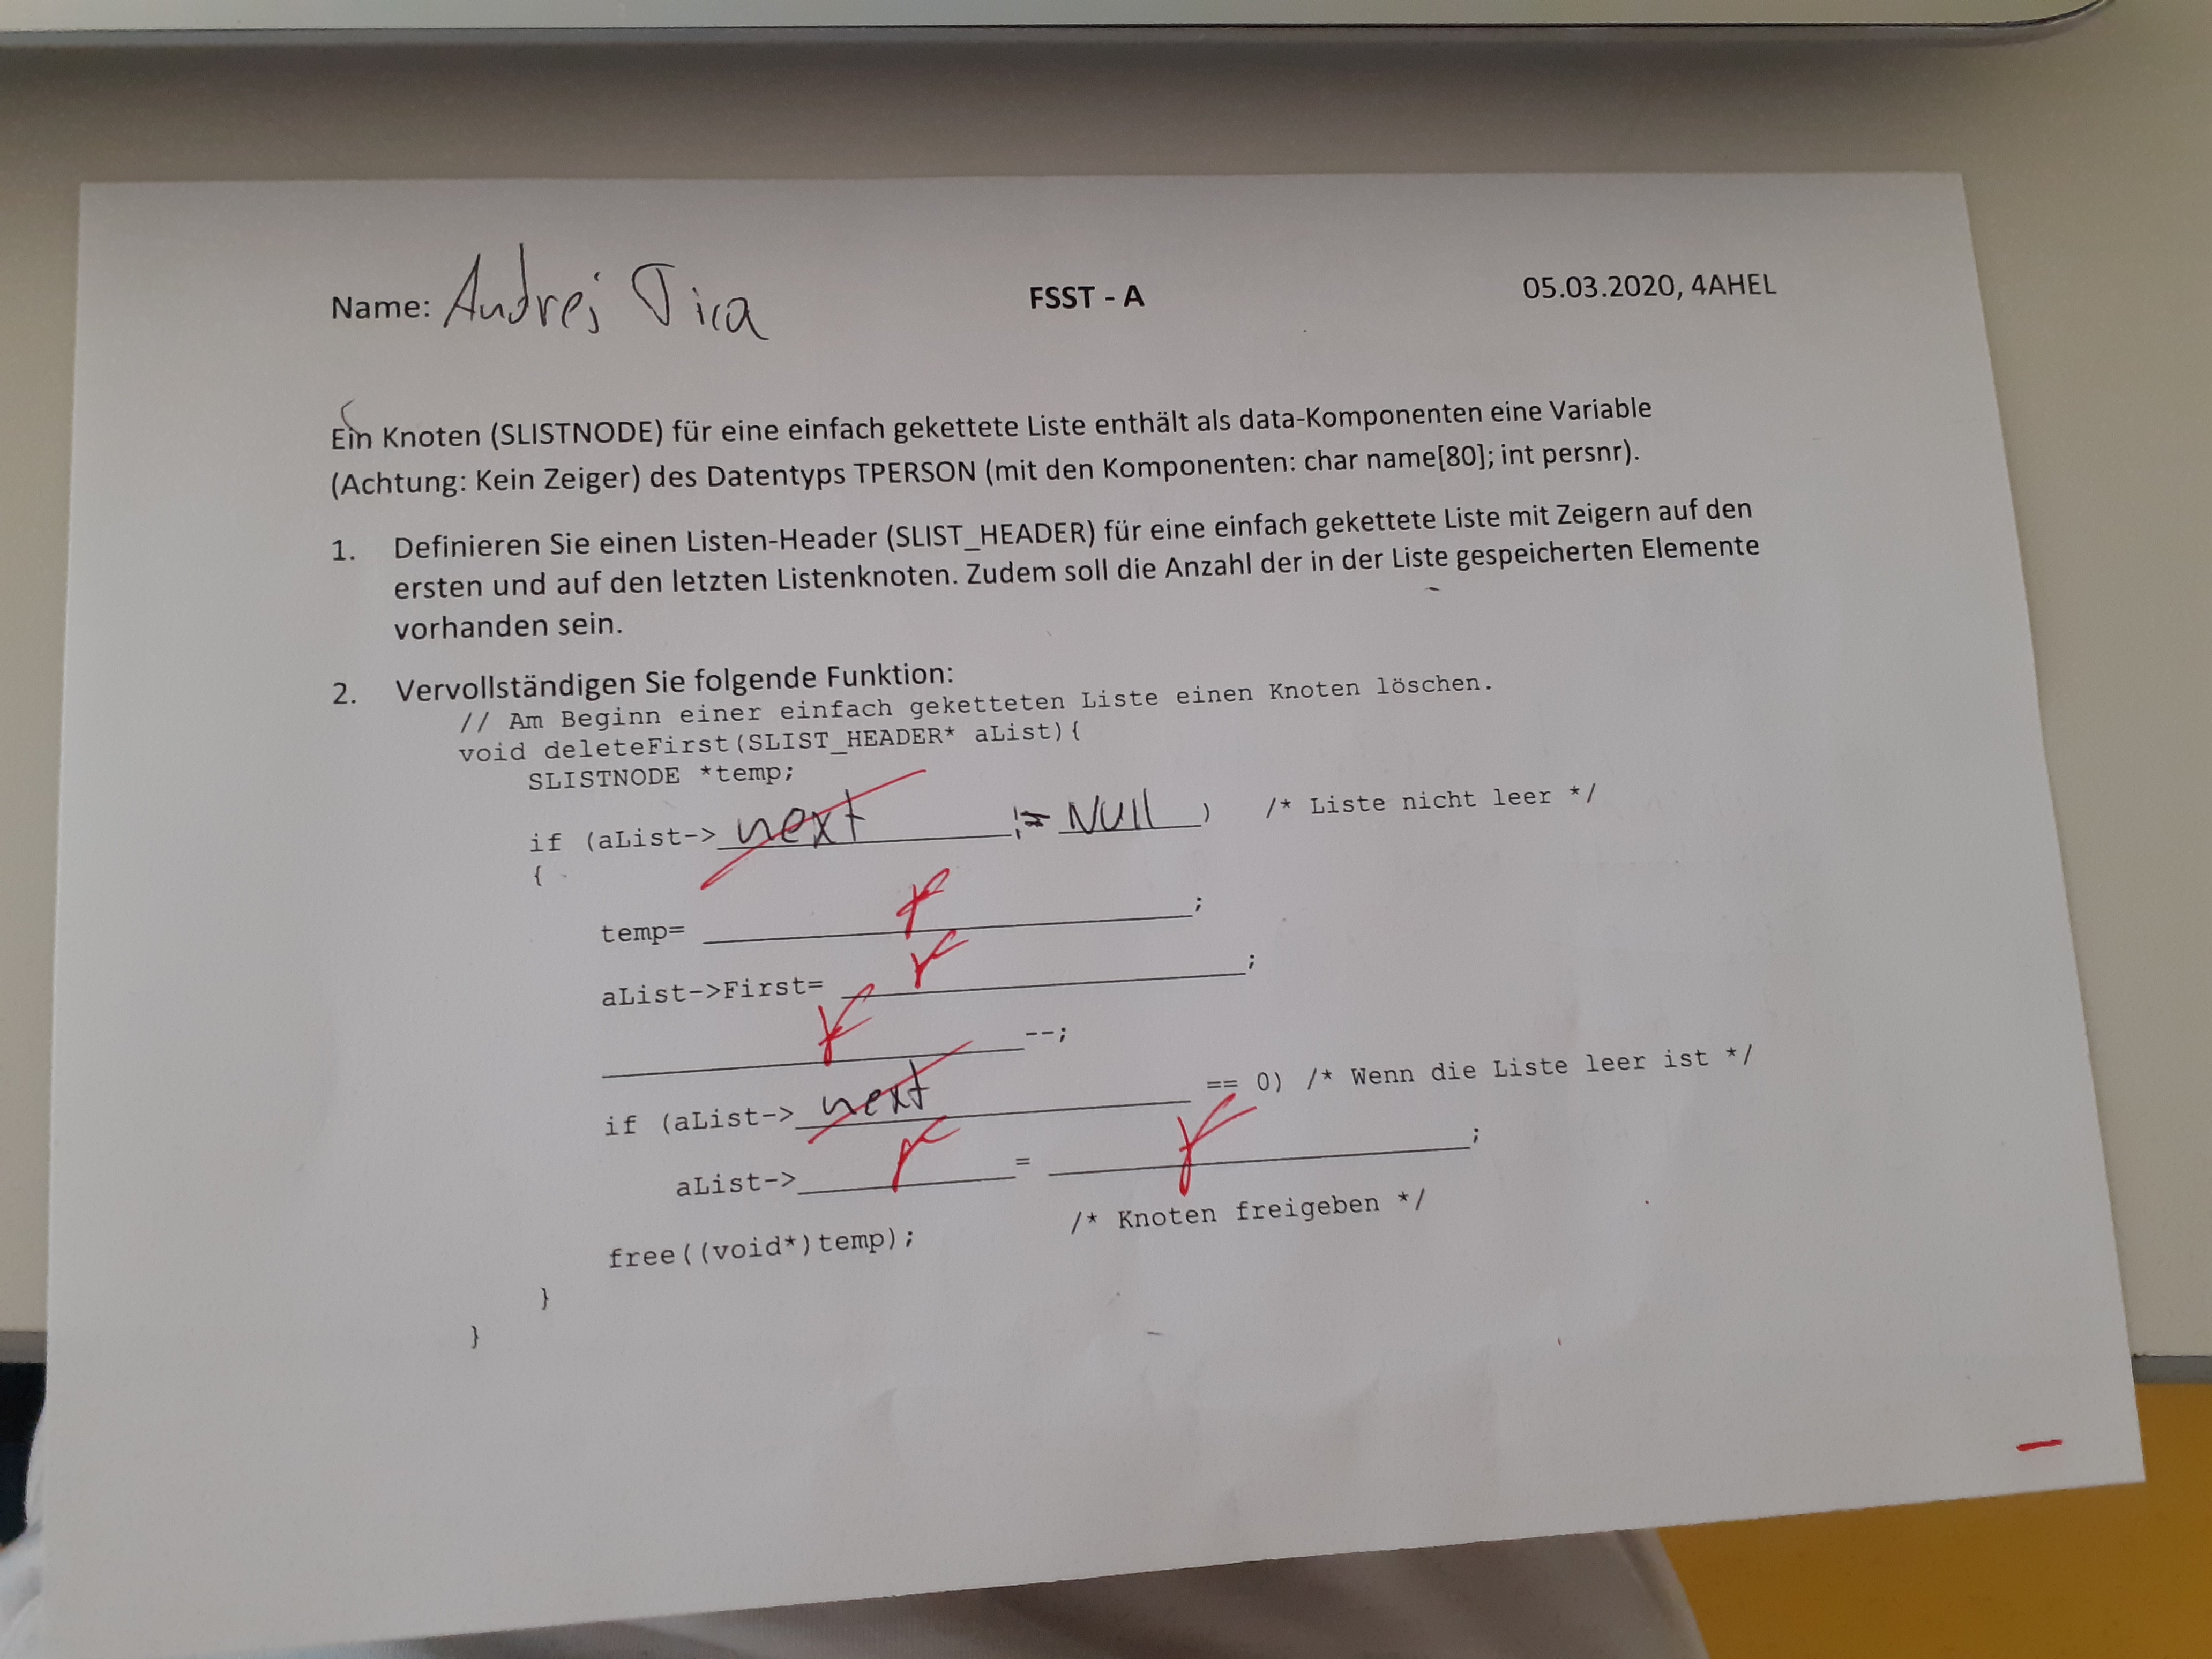 Name: Andrej Tica FSST - A 05.03.2020, 4AHEL
Ein Knoten (SLISTNODE) für eine einfach gekettete Liste enthält als data-Komponenten eine Variable
(Achtung: Kein Zeiger) des Datentyps TPERSON (mit den Komponenten: char name[80]; int persnr).
1. Definieren Sie einen Listen-Header (SLIST_HEADER) für eine einfach gekettete Liste mit Zeigern auf den
ersten und auf den letzten Listenknoten. Zudem soll die Anzahl der in der Liste gespeicherten Elemente
vorhanden sein.
2. Vervollständigen Sie folgende Funktion:
// Am Beginn einer einfach geketteten Liste einen Knoten löschen.
void deleteFirst(SLIST_HEADER* aList){
SLISTNODE *temp;
if (aList->next != Null ) /* Liste nicht leer */
{
temp= ;
aList->First= ;
--;
if (aList->next == 0) /* Wenn die Liste leer ist */
aList-> = ;
free((void*)temp); /* Knoten freigeben */
}
}